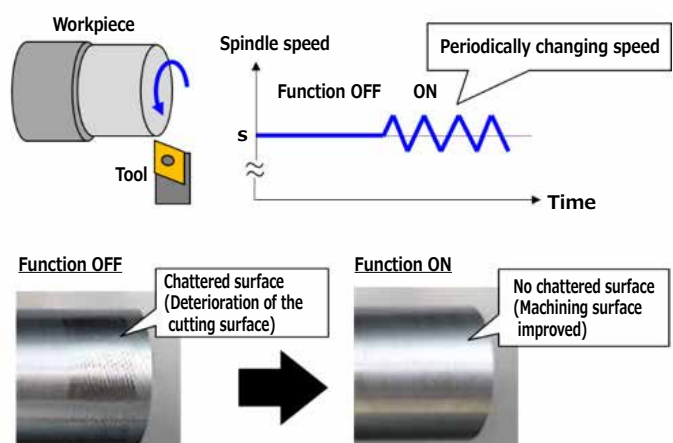 Workpiece
Spindle speed
Periodically changing speed
Function OFF
ON
S
Tool
Time
Function OFF
Chattered surface
(Deterioration of the
cutting surface)
Function ON
No chattered surface
(Machining surface
improved)